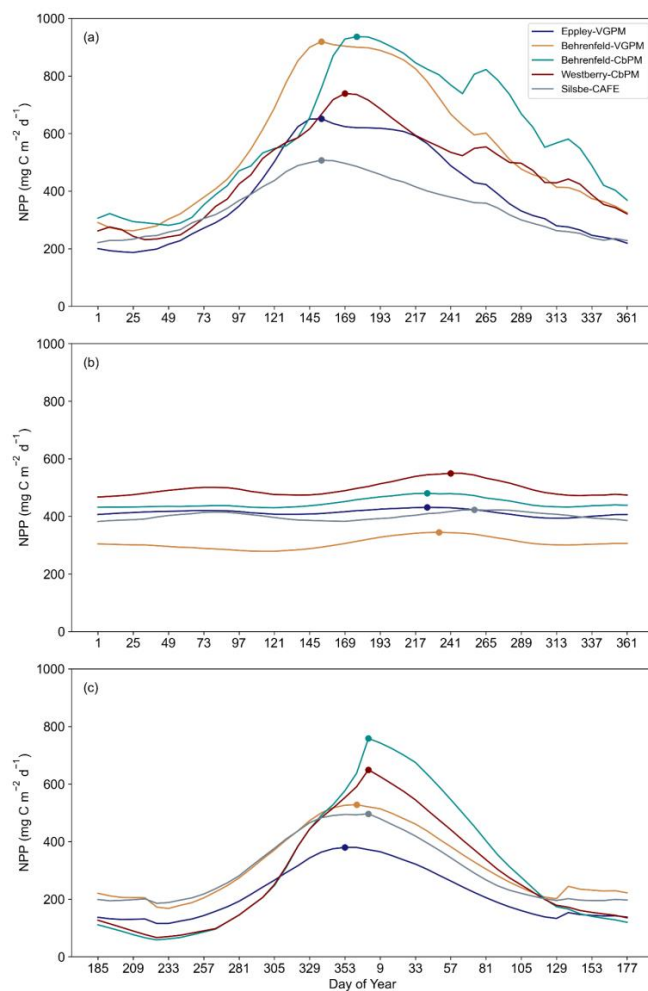 (a)
Eppley-VGPM
Behrenfeld-VGPM
Behrenfeld-CbPM
Westberry-CbPM
Silsbe-CAFE
NPP (mg C m⁻² d⁻¹)
1000
800
600
400
200
0
1 25 49 73 97 121 145 169 193 217 241 265 289 313 337 361
(b)
NPP (mg C m⁻² d⁻¹)
1000
800
600
400
200
0
1 25 49 73 97 121 145 169 193 217 241 265 289 313 337 361
(c)
NPP (mg C m⁻² d⁻¹)
1000
800
600
400
200
0
185 209 233 257 281 305 329 353 9 33 57 81 105 129 153 177
Day of Year